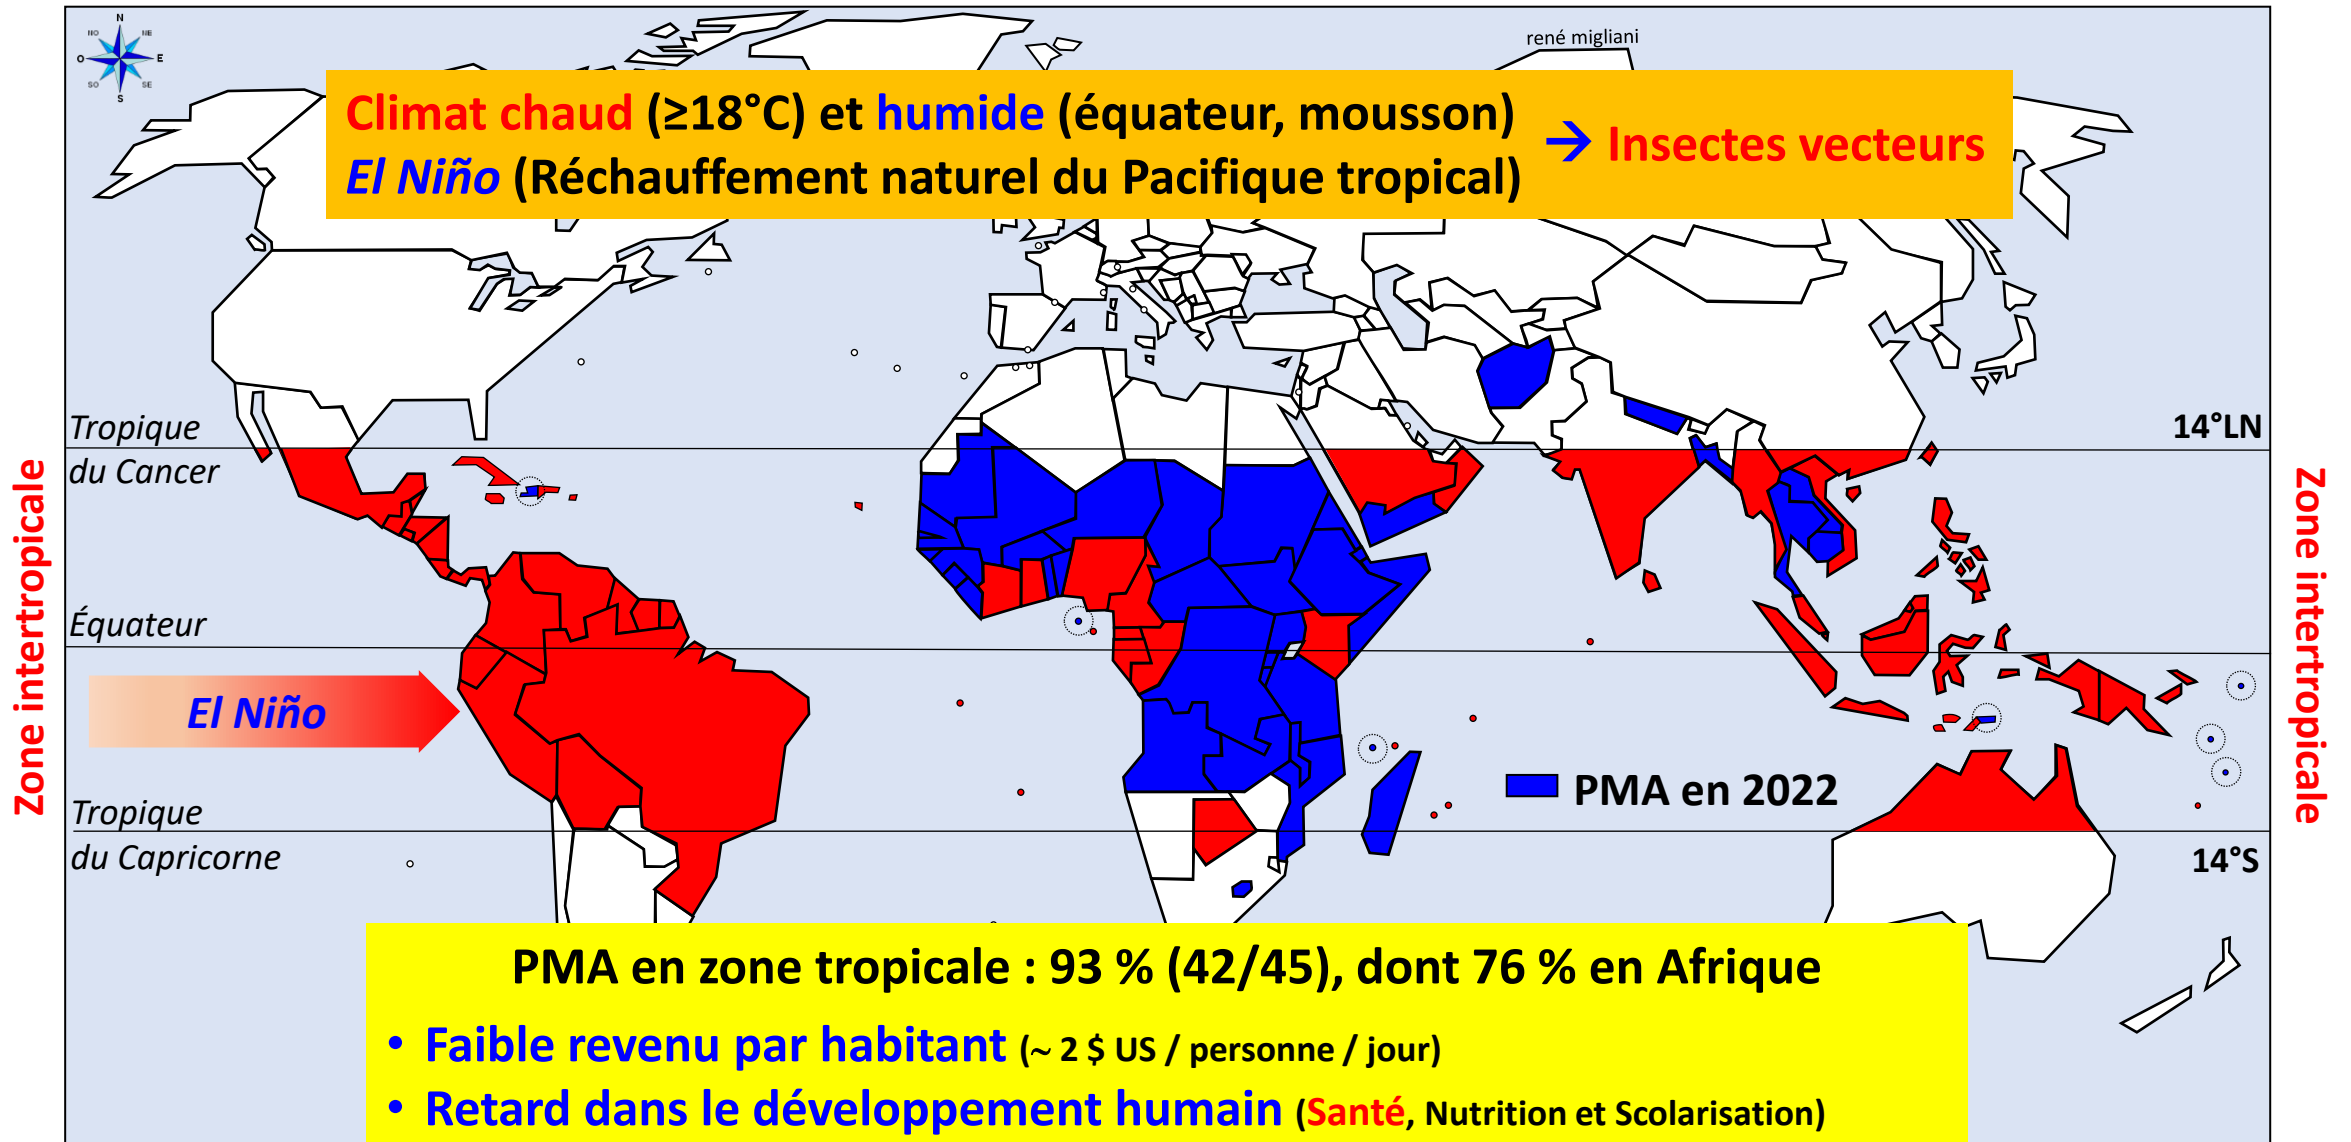 N
NO
NE
O
E
SO
SE
S
rené migliani
Climat chaud (≥18°C) et humide (équateur, mousson)
El Niño (Réchauffement naturel du Pacifique tropical)
→ Insectes vecteurs
Tropique
du Cancer
14°LN
Zone intertropicale
Zone intertropicale
Équateur
El Niño
PMA en 2022
Tropique
du Capricorne
14°S
PMA en zone tropicale : 93 % (42/45), dont 76 % en Afrique
• Faible revenu par habitant (~ 2 $ US / personne / jour)
• Retard dans le développement humain (Santé, Nutrition et Scolarisation)